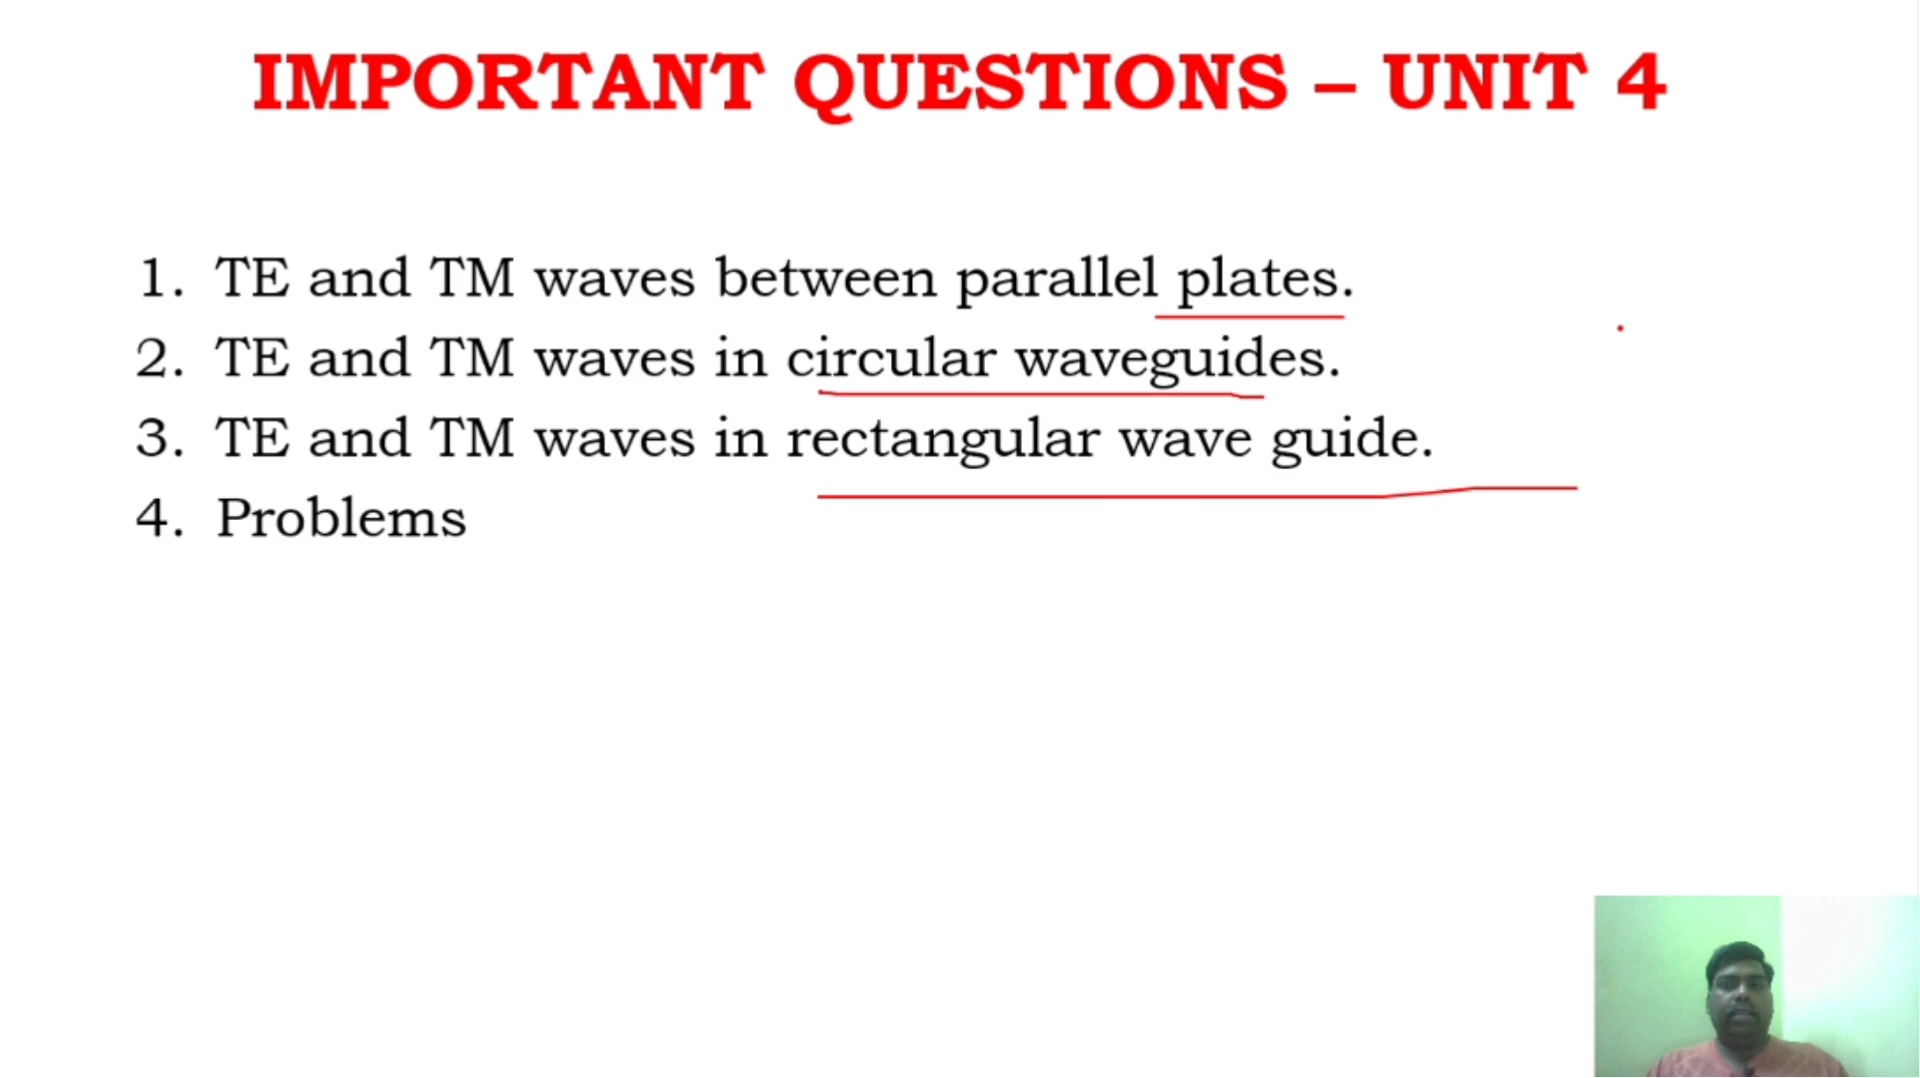 IMPORTANT QUESTIONS – UNIT 4
1. TE and TM waves between parallel plates.
2. TE and TM waves in circular waveguides.
3. TE and TM waves in rectangular wave guide.
4. Problems